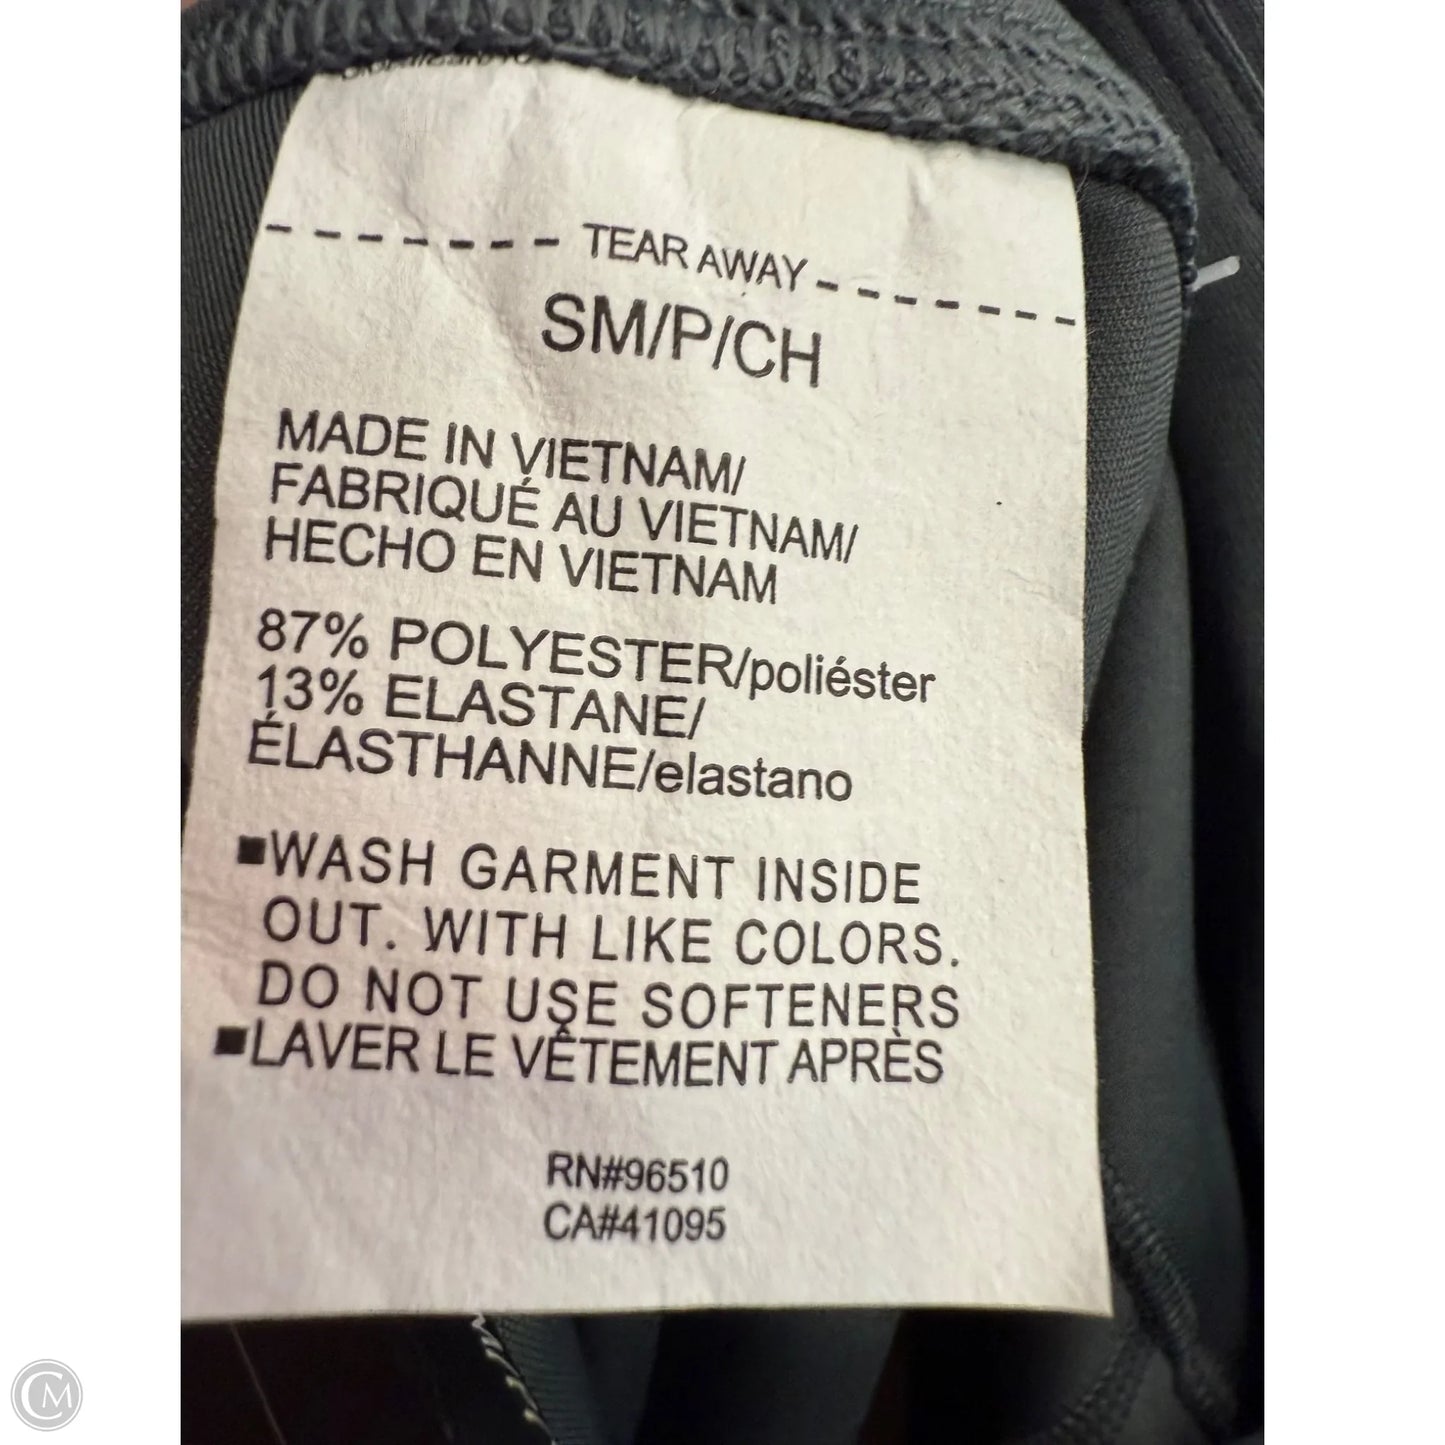 TEAR AWAY
SM/P/CH
MADE IN VIETNAM/
FABRIQUÉ AU VIETNAM/
HECHO EN VIETNAM
87% POLYESTER/poliéster
13% ELASTANE/
ÉLASTHANNE/elastano
▪WASH GARMENT INSIDE
OUT. WITH LIKE COLORS.
DO NOT USE SOFTENERS
▪LAVER LE VÊTEMENT APRÈS
RN#96510
CA#41095
CM